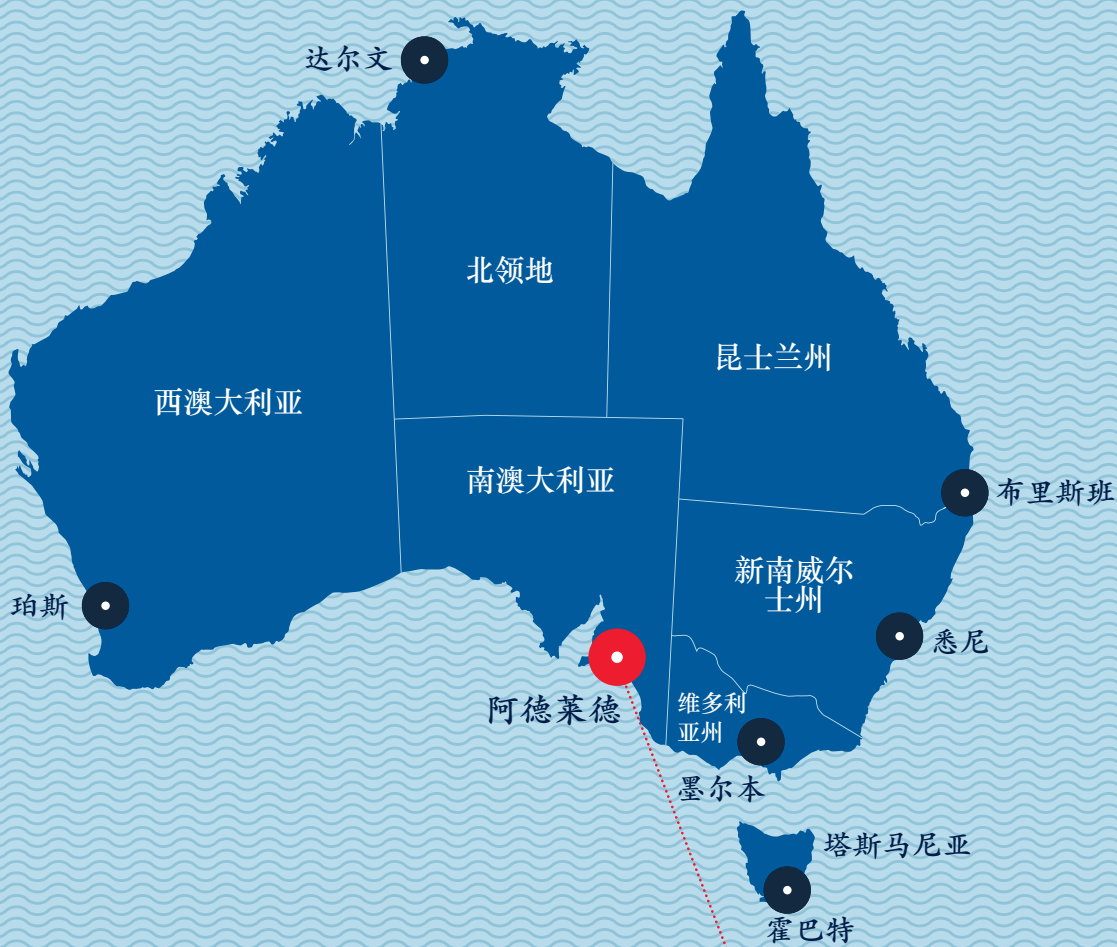 达尔文
北领地
昆士兰州
西澳大利亚
南澳大利亚
布里斯班
新南威尔
士州
珀斯
悉尼
阿德莱德
维多利
亚州
墨尔本
塔斯马尼亚
霍巴特